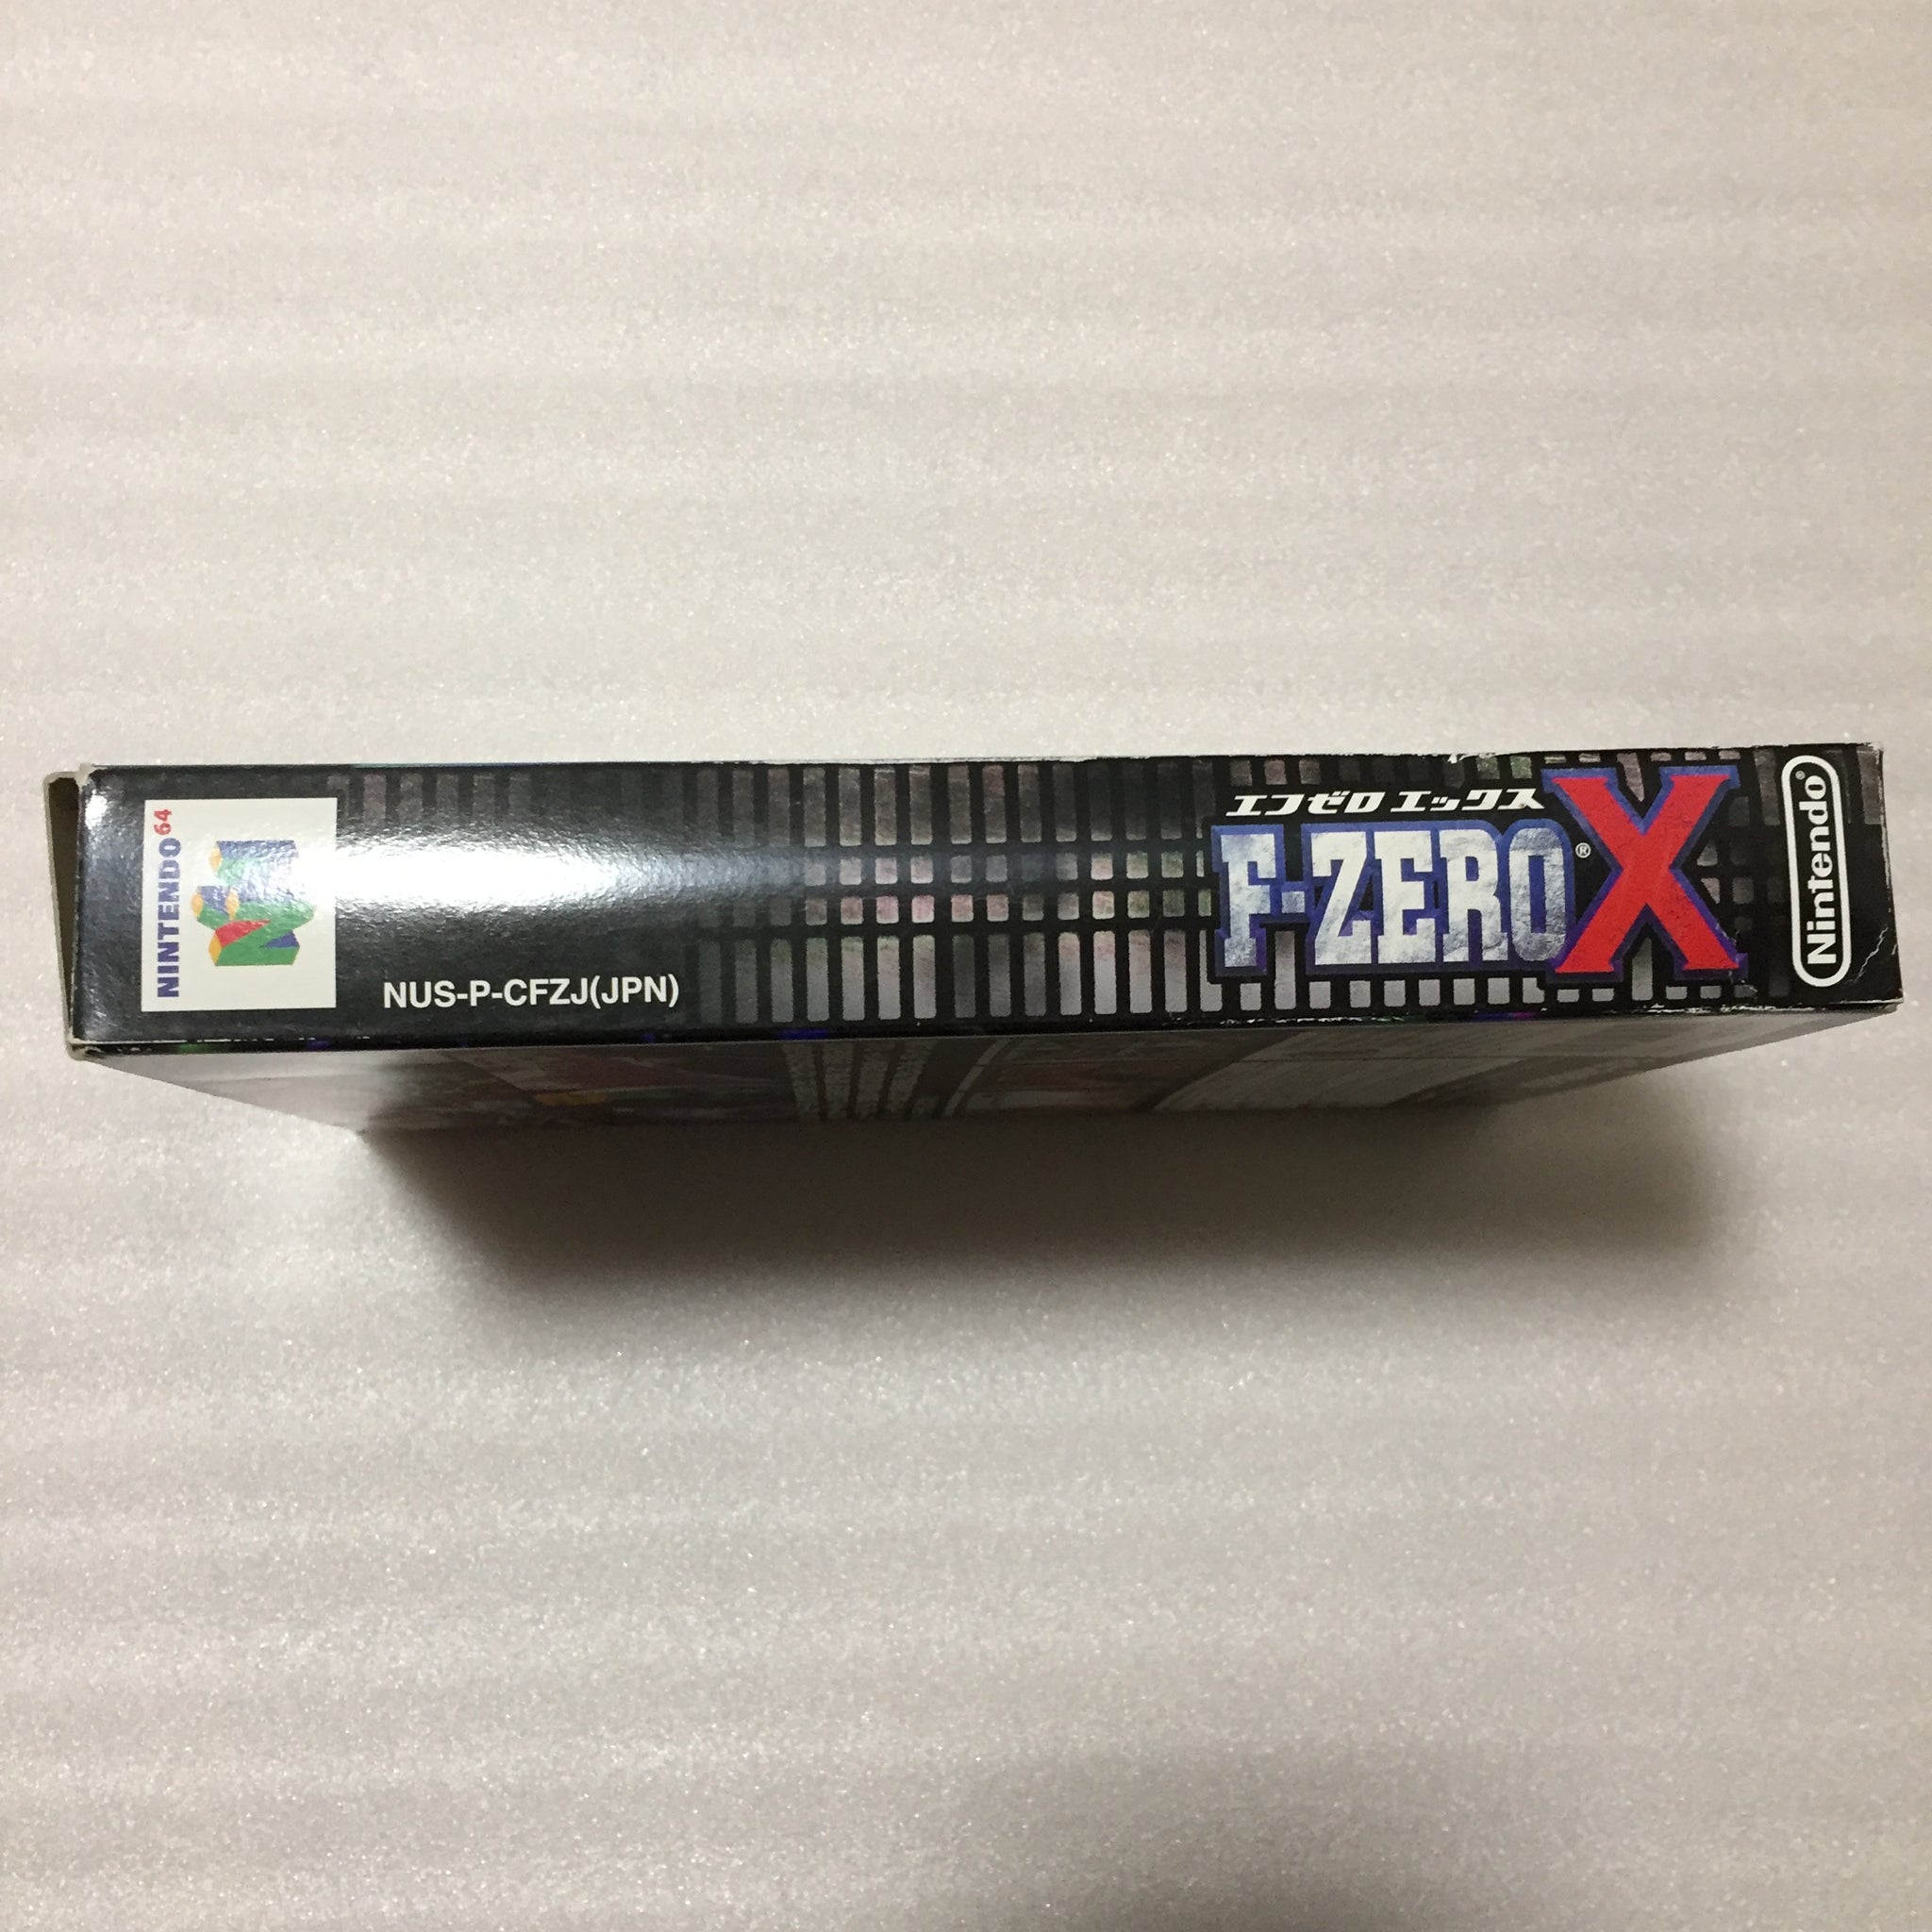 NINTENDO64
NUS-P-CFZJ(JPN)
エフゼロ エックス
F-ZERO® X
Nintendo®